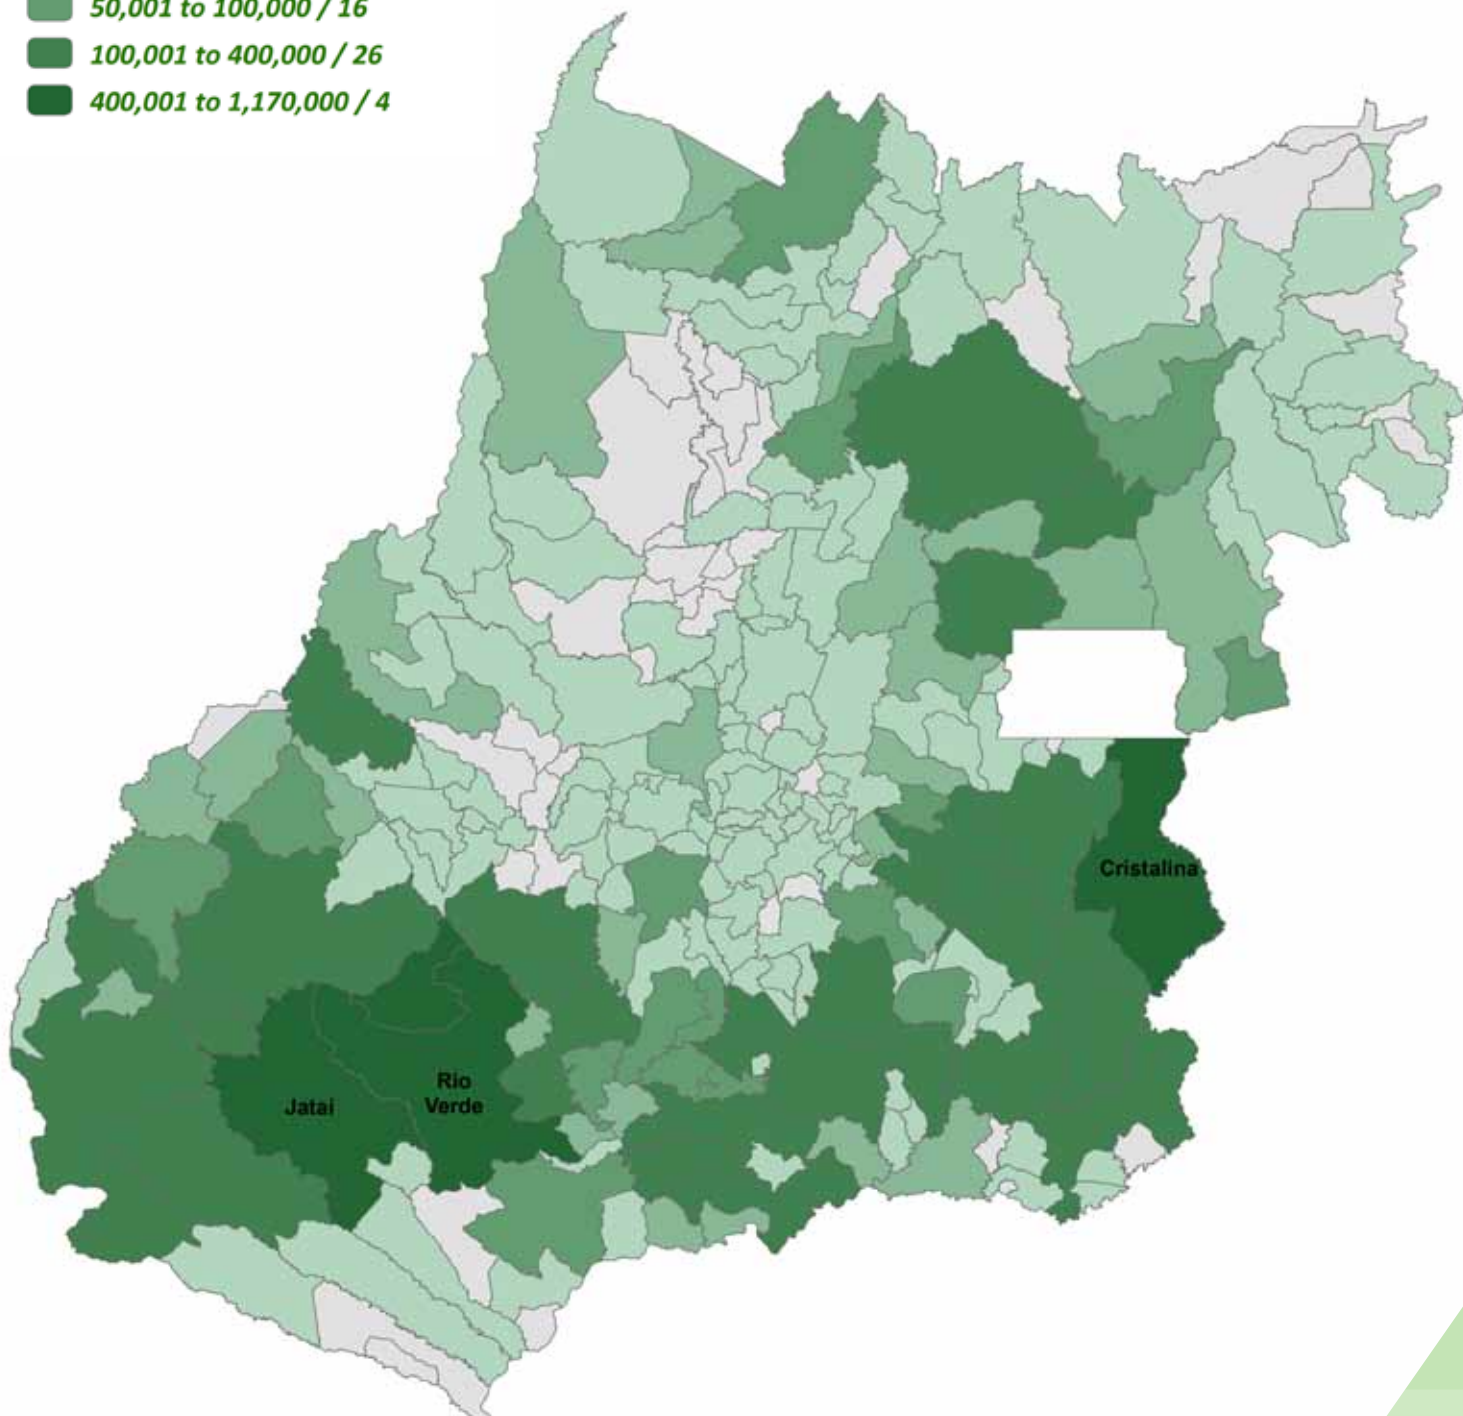 50,001 to 100,000 / 16
100,001 to 400,000 / 26
400,001 to 1,170,000 / 4
Cristalina
Rio
Verde
Jatai